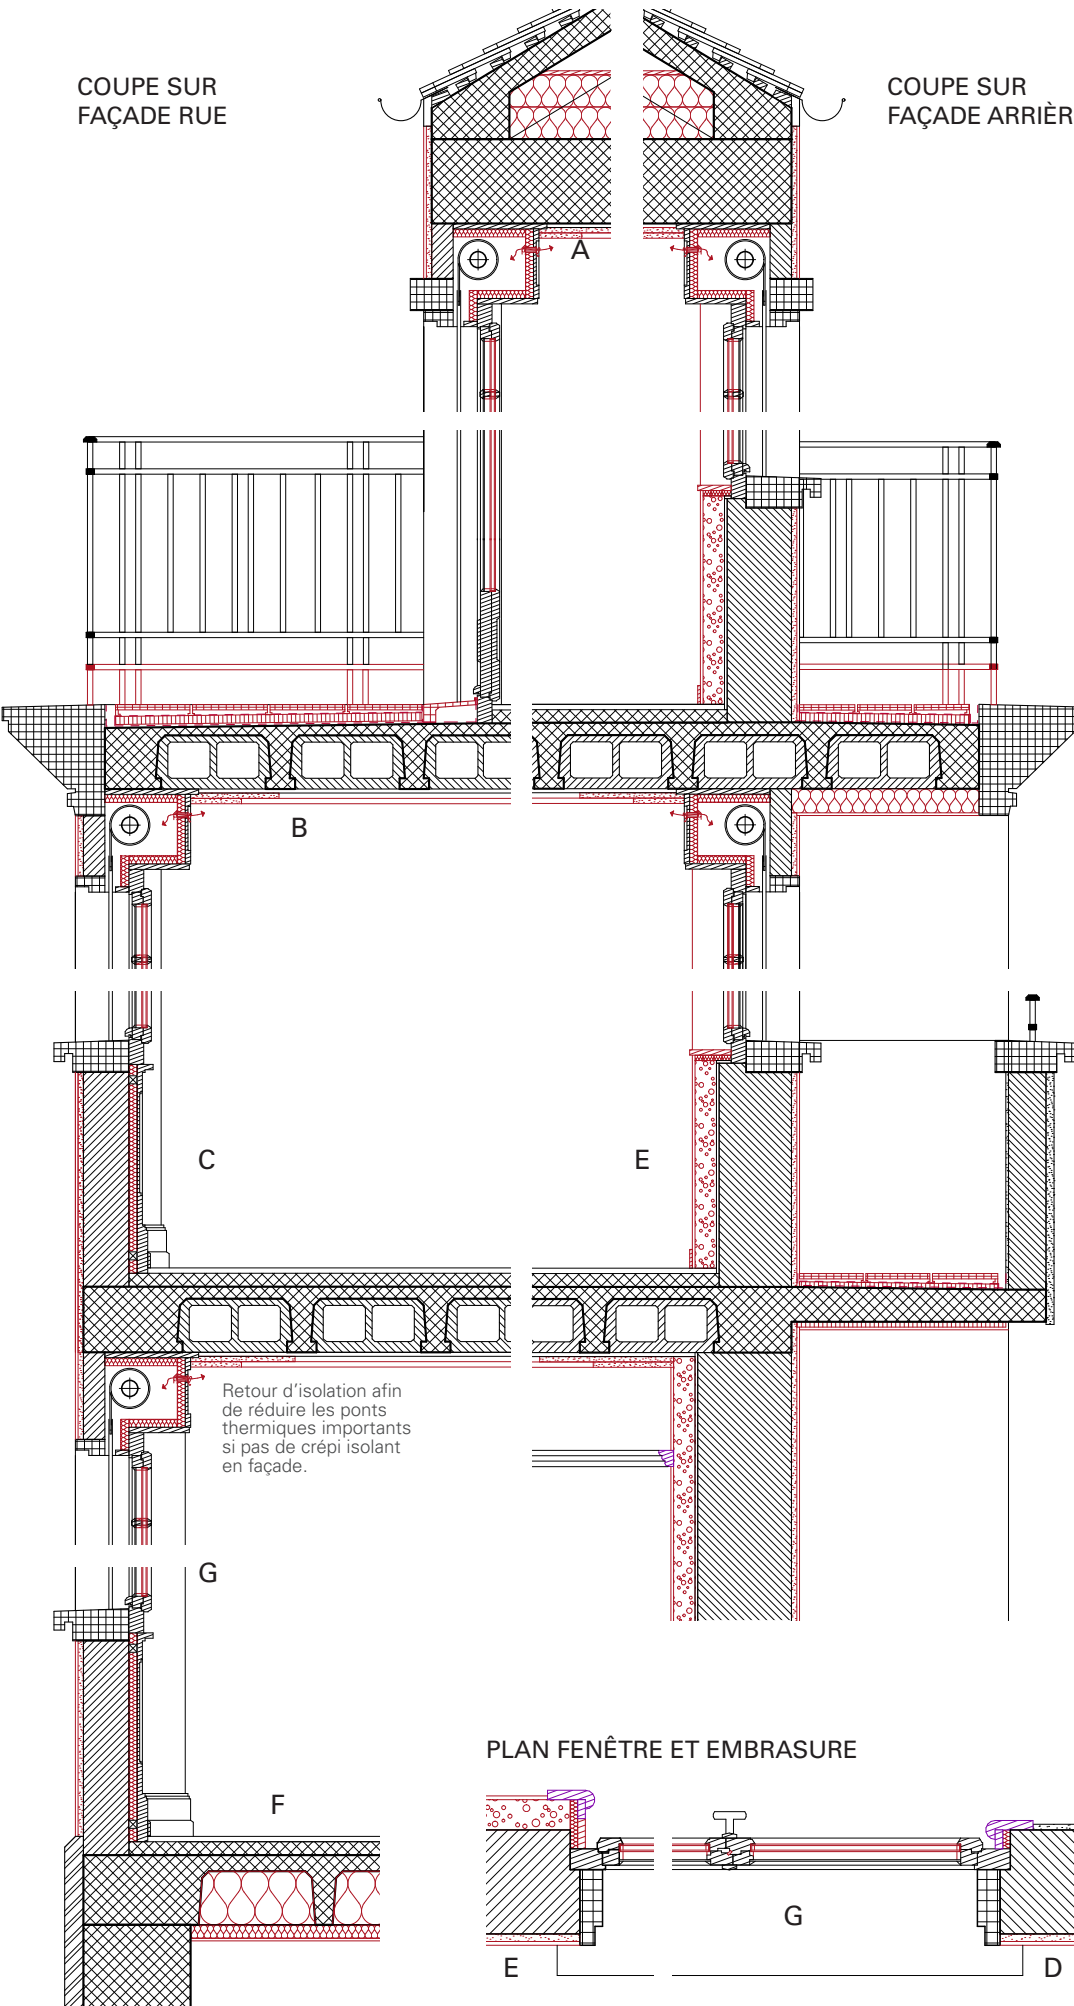 COUPE SUR
FAÇADE RUE
COUPE SUR
FAÇADE ARRIÈR
A
B
C
E
Retour d’isolation afin
de réduire les ponts
thermiques importants
si pas de crépi isolant
en façade.
G
PLAN FENÊTRE ET EMBRASURE
F
G
E
D